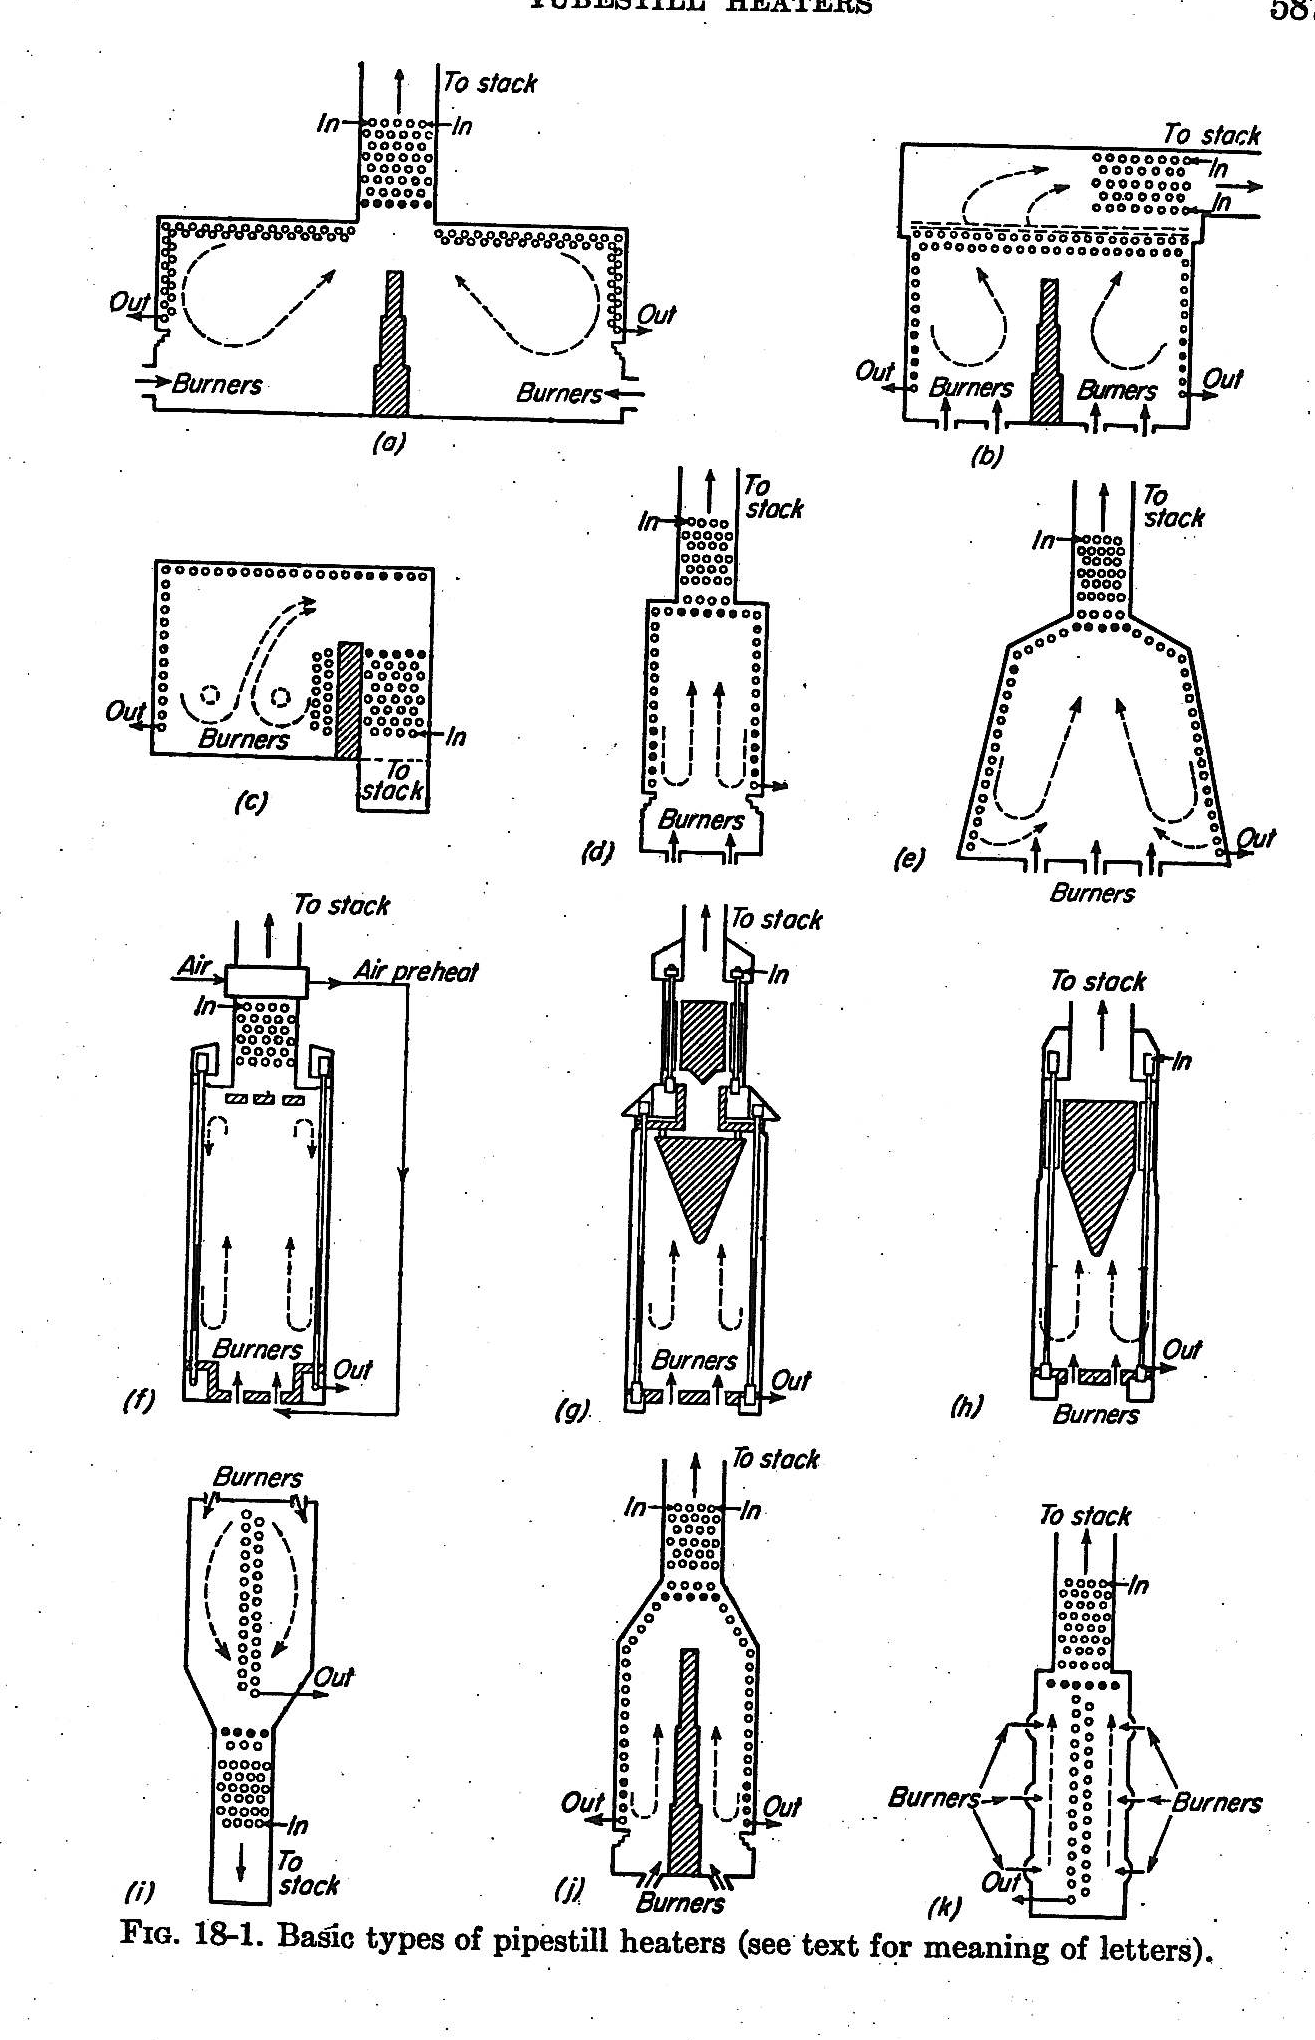 TUBESTILL HEATERS
587
To stack
In
In
Out
Out
Burners
Burners
(a)
To stack
In
In
Out
Burners
Burners
Out
(b)
Out
Burners
In
To
stack
(c)
To
stack
In
Burners
(d)
To
stack
In
Out
Burners
(e)
To stack
Air
Air preheat
In
Burners
Out
(f)
To stack
In
Burners
Out
(g)
To stack
In
Out
Burners
(h)
Burners
Out
In
To
stack
(i)
To stack
In
In
Out
Out
Burners
(j)
To stack
In
Burners
Burners
Out
(k)
FIG. 18-1. Basic types of pipestill heaters (see text for meaning of letters).